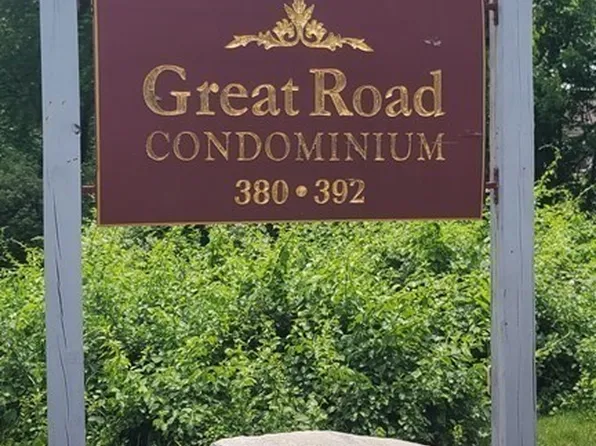 Great Road
CONDOMINIUM
380 • 392